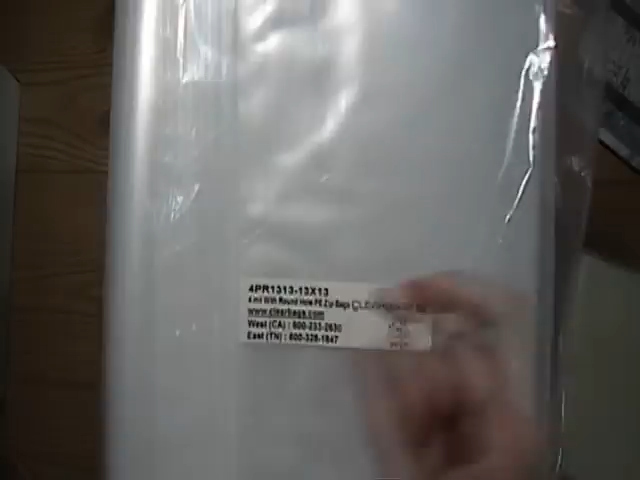 4PR1313-13X13
4 mil With Round Hole PE Zip Bags
www.clearbags.com
West (CA) : 800-233-2630
East (TN) : 800-328-1847